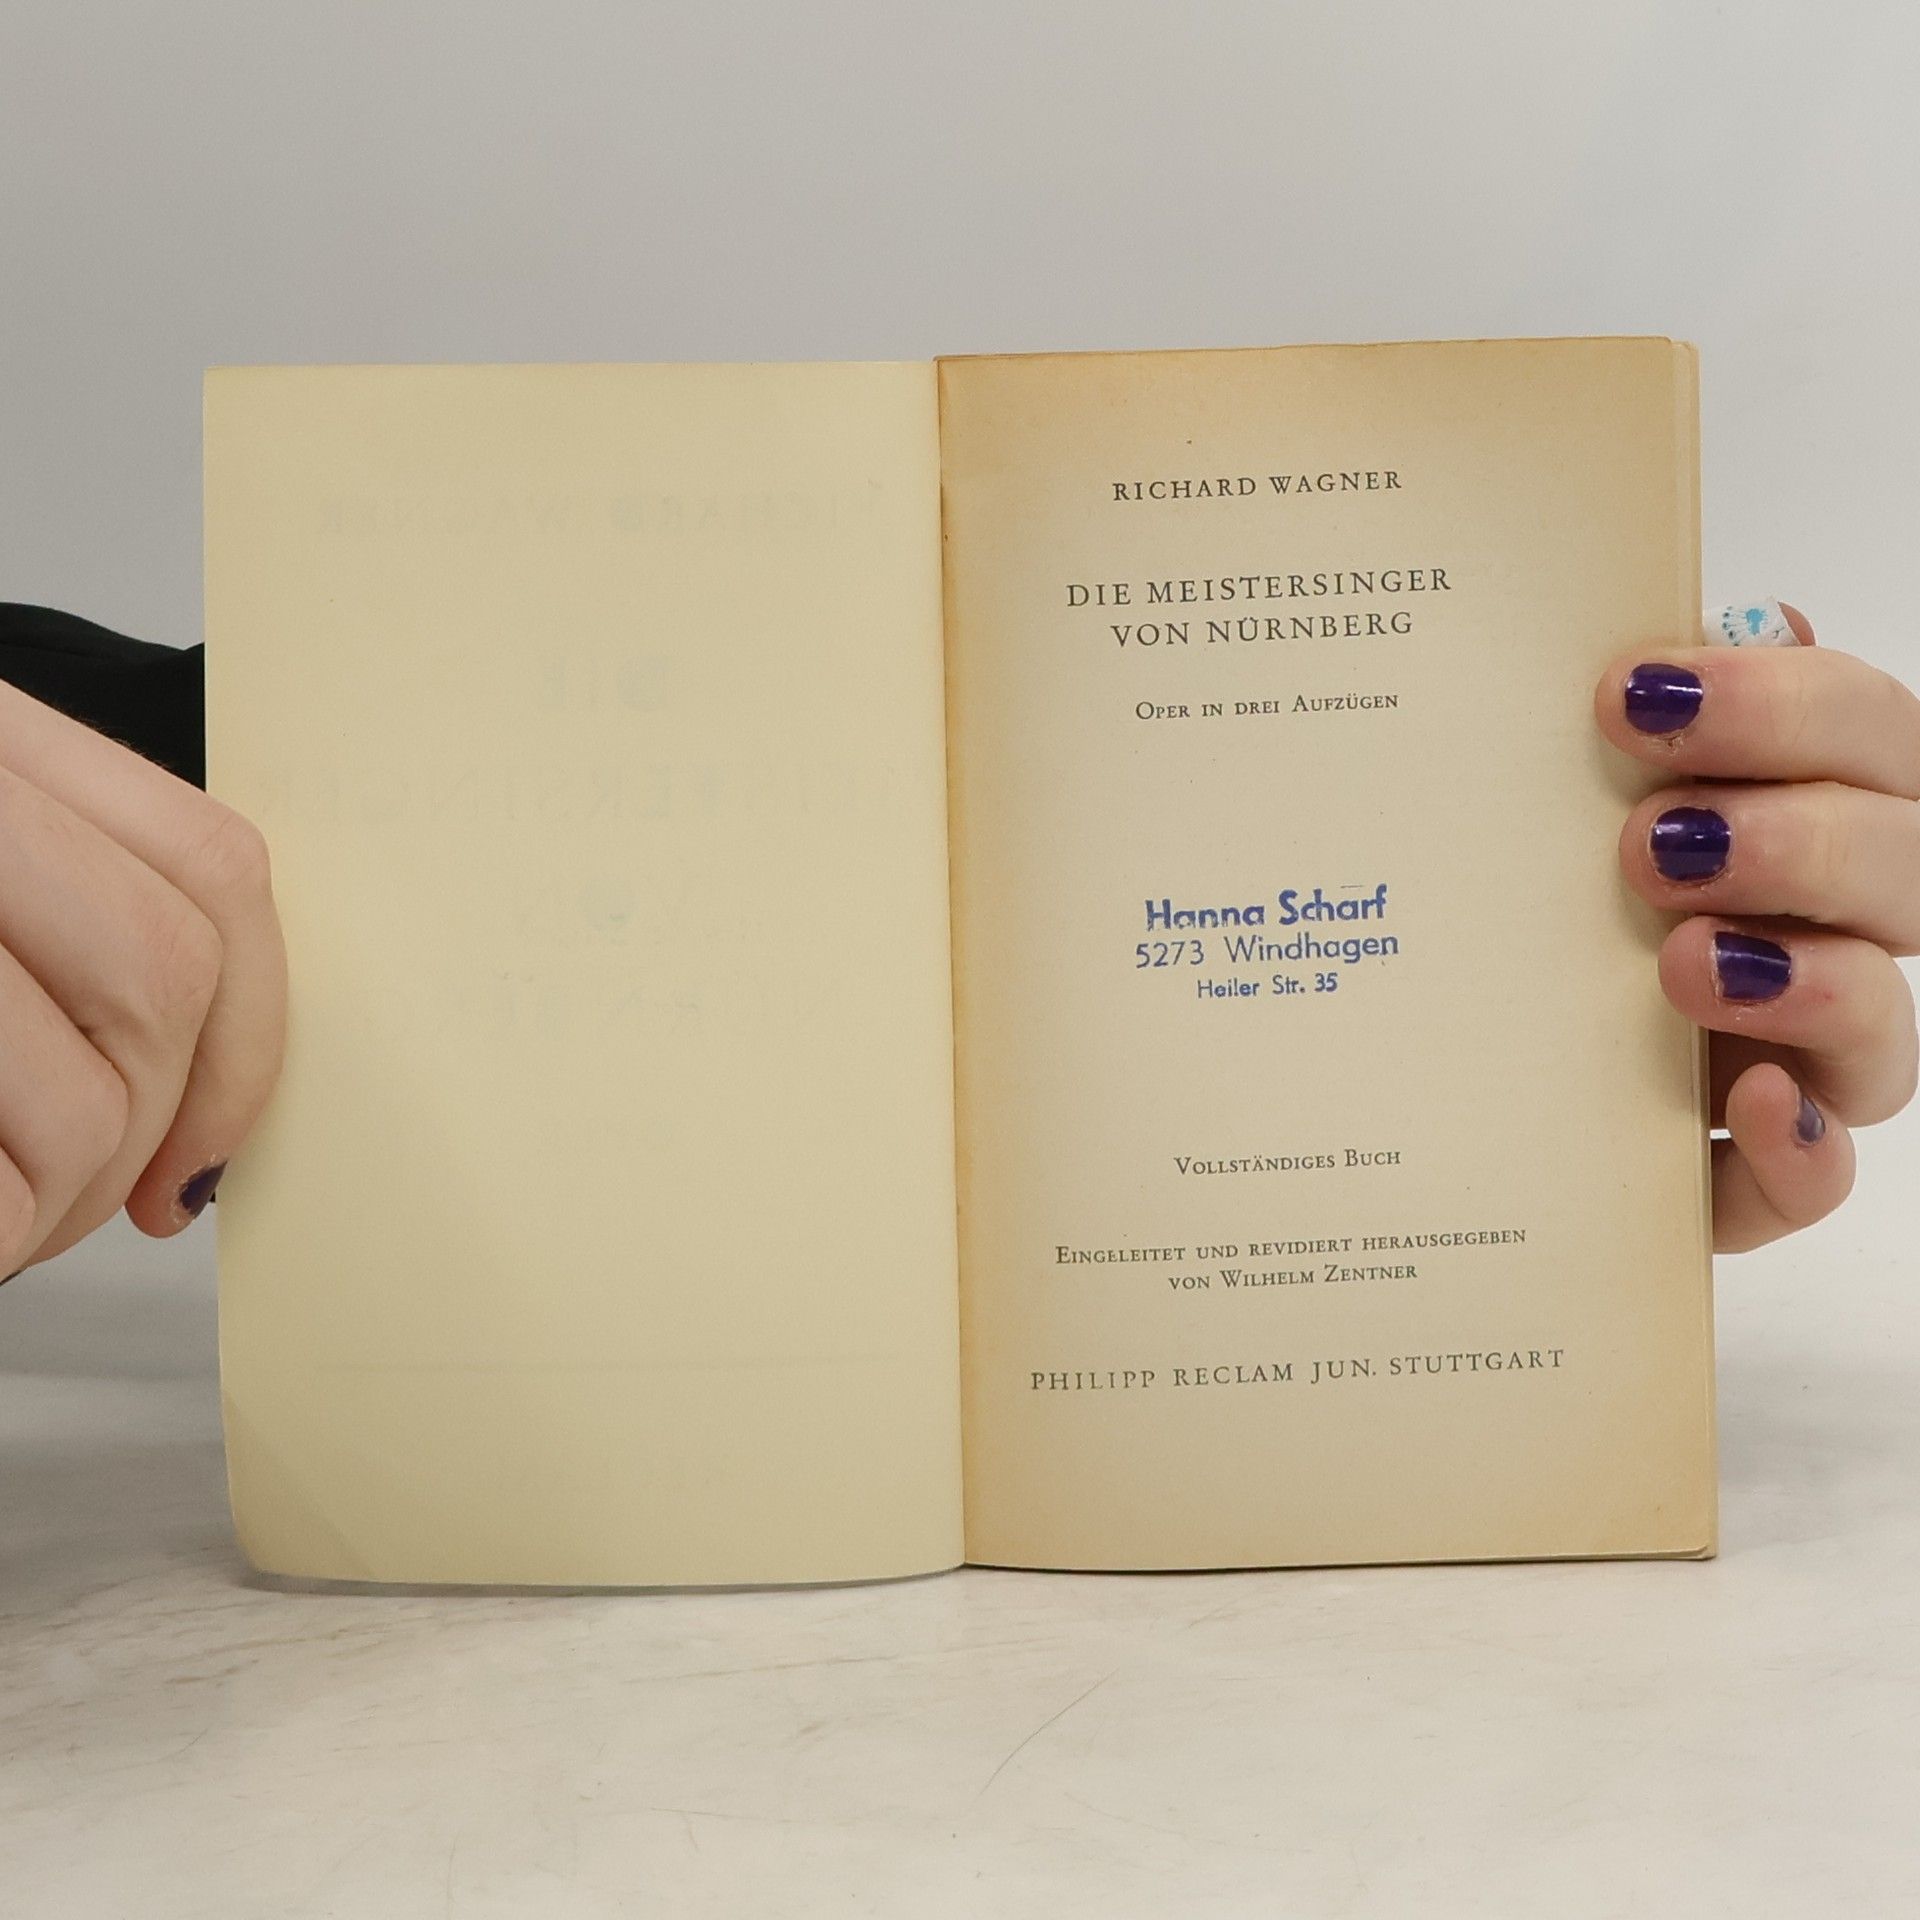 RICHARD WAGNER
DIE MEISTERSINGER
VON NÜRNBERG
OPER IN DREI AUFZÜGEN
Hanna Scharf
5273 Windhagen
Heiler Str. 35
VOLLSTÄNDIGES BUCH
EINGELEITET UND REVIDIERT HERAUSGEGEBEN
VON WILHELM ZENTNER
PHILIPP RECLAM JUN. STUTTGART